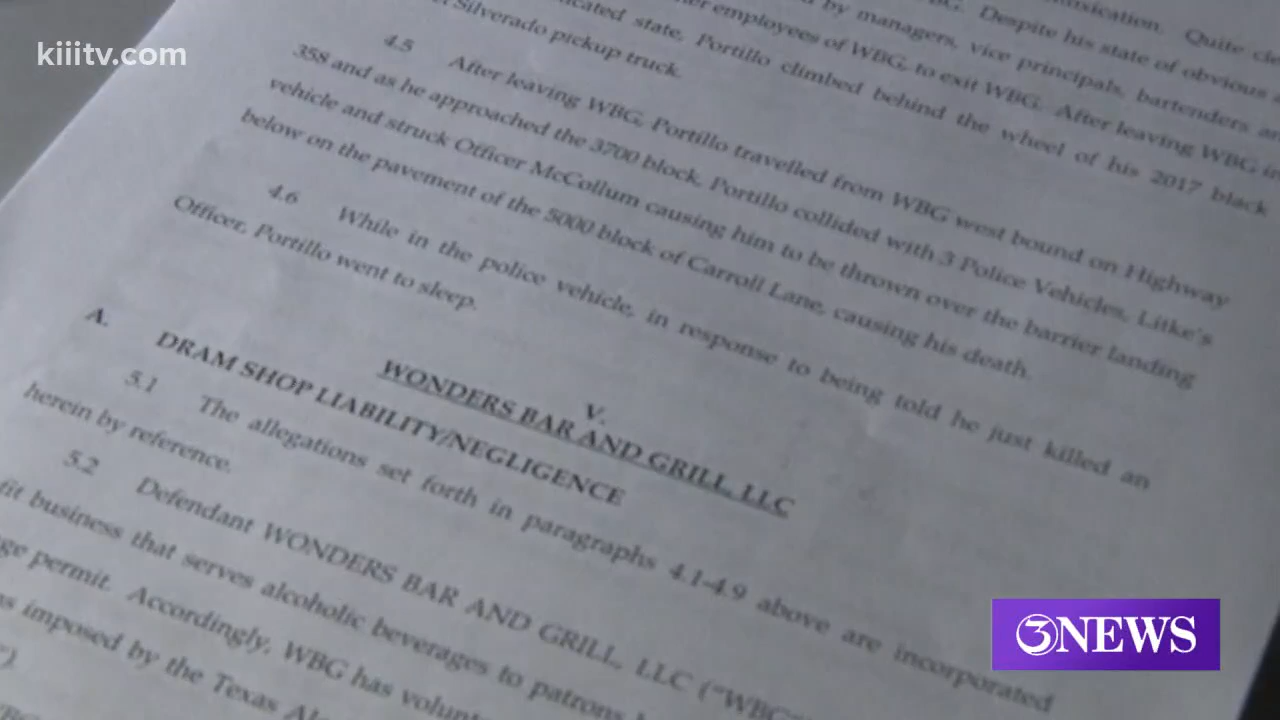 kiiitv.com
Despite his state of obvious
by managers, vice principals, bartenders
employees of WBG, to exit WBG. After leaving WBG
state, Portillo climbed behind the wheel of his 2017 black
Silverado pickup truck.
4.5 After leaving WBG, Portillo travelled from WBG west bound on Highway
358 and as he approached the 3700 block, Portillo collided with 3 Police Vehicles, Litke's
vehicle and struck Officer McCollum causing him to be thrown over the barrier landing
below on the pavement of the 5000 block of Carroll Lane, causing his death.
4.6 While in the police vehicle, in response to being told he just killed an
Officer, Portillo went to sleep.
V.
WONDERS BAR AND GRILL, LLC
A. DRAM SHOP LIABILITY/NEGLIGENCE
5.1 The allegations set forth in paragraphs 4.1-4.9 above are incorporated
herein by reference.
5.2 Defendant WONDERS BAR AND GRILL, LLC ("WBG"
fit business that serves alcoholic beverages to patrons
ge permit. Accordingly, WBG has volunt
imposed by the Texas
3NEWS